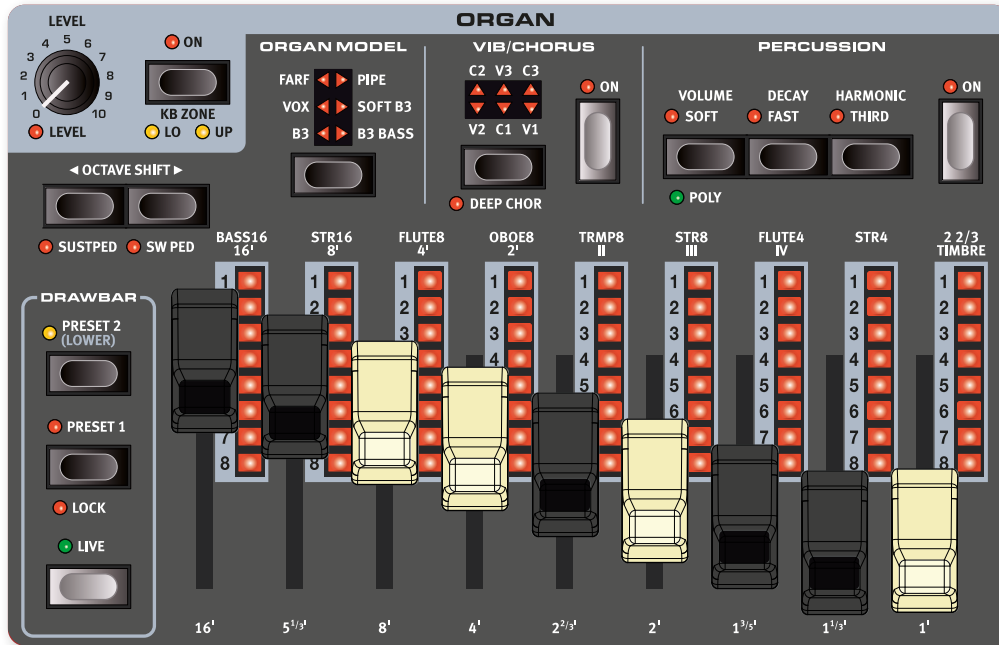 ORGAN
LEVEL
0 1 2 3 4 5 6 7 8 9 10
LEVEL
ON
KB ZONE
LO UP
ORGAN MODEL
FARF PIPE
VOX SOFT B3
B3 B3 BASS
VIB/CHORUS
C2 V3 C3
V2 C1 V1
ON
DEEP CHOR
PERCUSSION
VOLUME DECAY HARMONIC
SOFT FAST THIRD
ON
POLY
◄ OCTAVE SHIFT ►
SUSTPED SW PED
DRAWBAR
PRESET 2
(LOWER)
PRESET 1
LOCK
LIVE
BASS16 STR16 FLUTE8 OBOE8 TRMP8 STR8 FLUTE4 STR4 2 2/3
16' 8' 4' 2' II III IV TIMBRE
1 1 1 1 1 1 1 1 1
2 2 2 2 2 2 2 2 2
3 3 3 3 3 3 3
4 4 4 4 4 4
5 5 5 5 5
6 6 6 6
7 7 7 7
8 8 8 8 8 8 8 8 8
16' 5 1/3' 8' 4' 2 2/3' 2' 1 3/5' 1 1/3' 1'